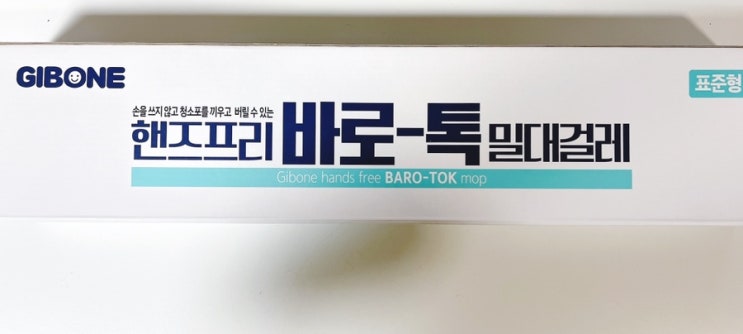 GIBONE
표준형
손을 쓰지 않고 청소포를 끼우고 버릴 수 있는
핸즈프리 바로-톡 밀대걸레
Gibone hands free BARO-TOK mop